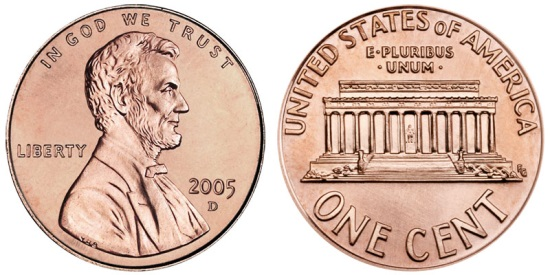 IN GOD WE TRUST
LIBERTY
2005
D
UNITED STATES OF AMERICA
E·PLURIBUS
·UNUM·
ONE CENT